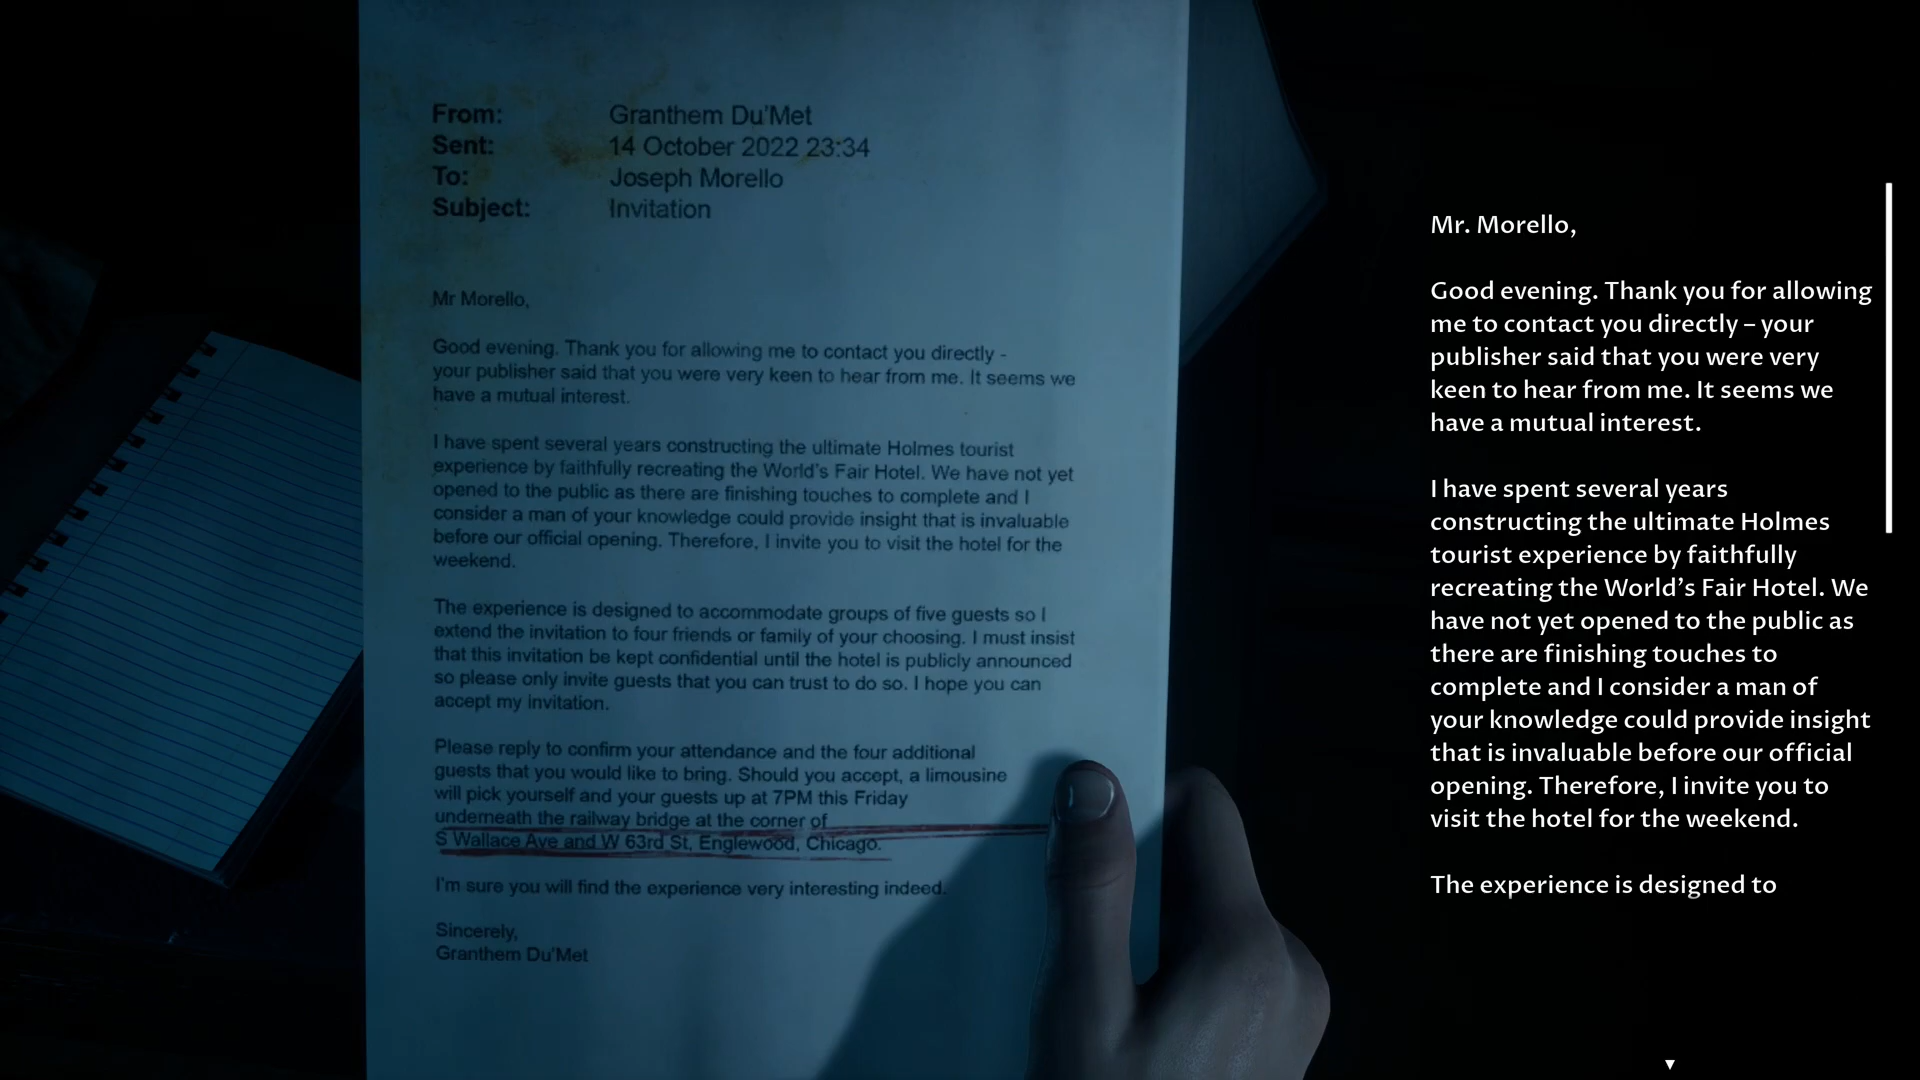 From: Granthem Du'Met
Sent: 14 October 2022 23:34
To: Joseph Morello
Subject: Invitation
Mr Morello,
Good evening. Thank you for allowing me to contact you directly -
your publisher said that you were very keen to hear from me. It seems we
have a mutual interest.
I have spent several years constructing the ultimate Holmes tourist
experience by faithfully recreating the World's Fair Hotel. We have not yet
opened to the public as there are finishing touches to complete and I
consider a man of your knowledge could provide insight that is invaluable
before our official opening. Therefore, I invite you to visit the hotel for the
weekend.
The experience is designed to accommodate groups of five guests so I
extend the invitation to four friends or family of your choosing. I must insist
that this invitation be kept confidential until the hotel is publicly announced
so please only invite guests that you can trust to do so. I hope you can
accept my invitation.
Please reply to confirm your attendance and the four additional
guests that you would like to bring. Should you accept, a limousine
will pick yourself and your guests up at 7PM this Friday
underneath the railway bridge at the corner of
S Wallace Ave and W 63rd St, Englewood, Chicago.
I'm sure you will find the experience very interesting indeed.
Sincerely,
Granthem Du'Met
Mr. Morello,
Good evening. Thank you for allowing
me to contact you directly – your
publisher said that you were very
keen to hear from me. It seems we
have a mutual interest.
I have spent several years
constructing the ultimate Holmes
tourist experience by faithfully
recreating the World's Fair Hotel. We
have not yet opened to the public as
there are finishing touches to
complete and I consider a man of
your knowledge could provide insight
that is invaluable before our official
opening. Therefore, I invite you to
visit the hotel for the weekend.
The experience is designed to